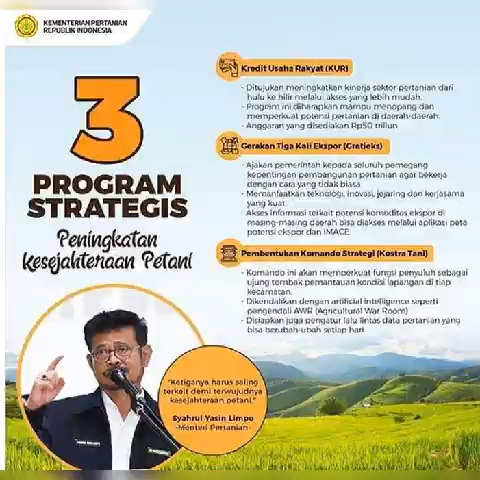 KEMENTERIAN PERTANIAN
REPUBLIK INDONESIA
3
PROGRAM
STRATEGIS
Peningkatan
Kesejahteraan Petani
Kredit Usaha Rakyat (KUR)
- Ditujukan meningkatkan kinerja sektor pertanian dari
hulu ke hilir melalui akses yang lebih mudah.
- Program ini diharapkan mampu menopang dan
memperkuat potensi pertanian di daerah-daerah.
- Anggaran yang disediakan Rp50 triliun
Gerakan Tiga Kali Ekspor (Gratieks)
- Ajakan pemerintah kepada seluruh pemegang
kepentingan pembangunan pertanian agar bekerja
dengan cara yang tidak biasa
- Memanfaatkan teknologi, inovasi, jejaring dan kerjasama
yang kuat.
- Akses informasi terkait potensi komoditas ekspor di
masing-masing daerah bisa diakses melalui aplikasi peta
potensi ekspor dan IMACE.
Pembentukan Komando Strategi (Kostra Tani)
- Komando ini akan memperkuat fungsi penyuluh sebagai
ujung tombak pemantauan kondisi lapangan di tiap
kecamatan.
- Dikendalikan dengan artificial intelligence seperti
pengendali AWR (Agricultural War Room)
- Disiapkan juga pengatur lalu lintas data pertanian yang
bisa berubah-ubah setiap hari
"Ketiganya harus saling
terkait demi terwujudnya
kesejahteraan petani."
Syahrul Yasin Limpo
-Menteri Pertanian-